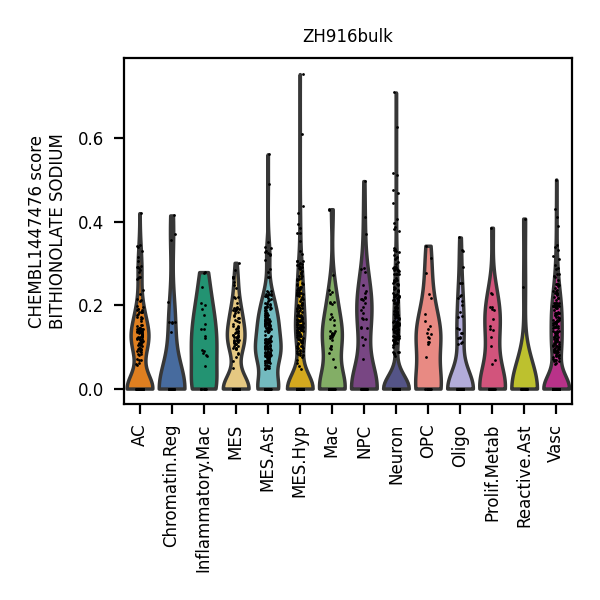 ZH916bulk
CHEMBL1447476 score
BITHIONOLATE SODIUM
0.6
0.4
0.2
0.0
AC
Chromatin.Reg
Inflammatory.Mac
MES
MES.Ast
MES.Hyp
Mac
NPC
Neuron
OPC
Oligo
Prolif.Metab
Reactive.Ast
Vasc